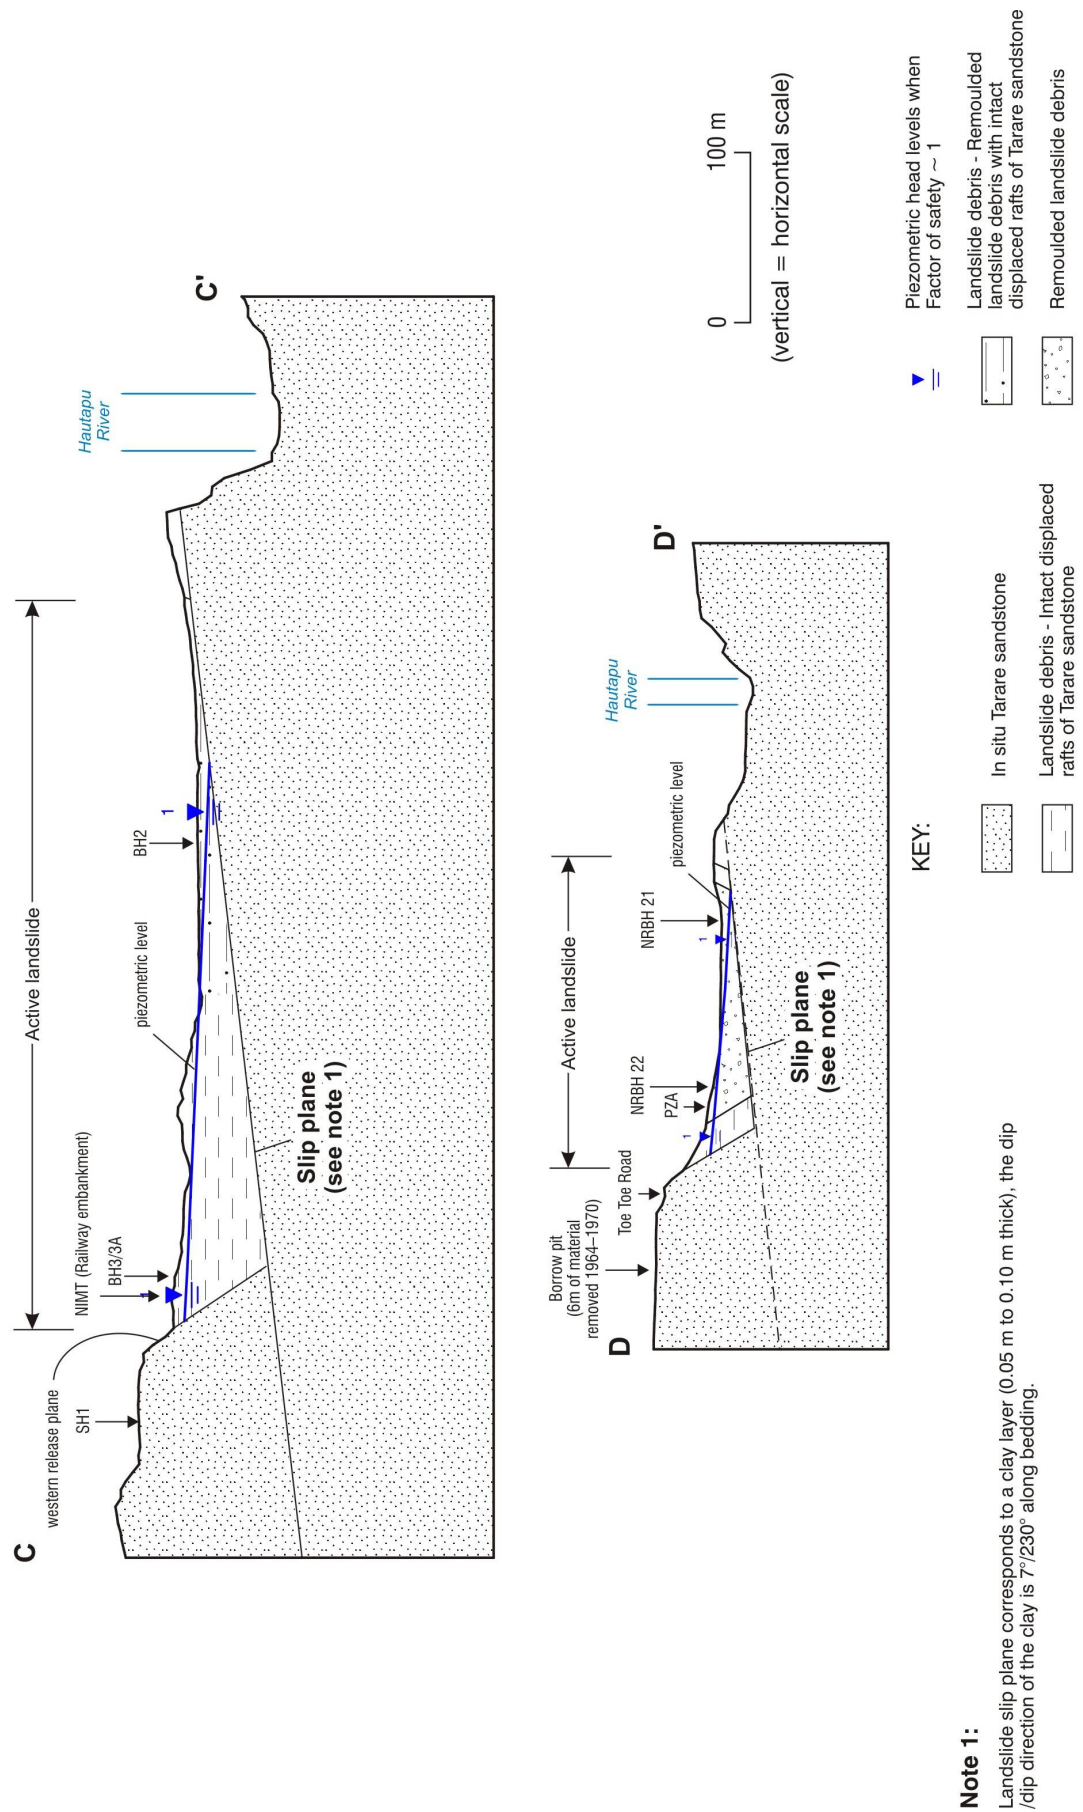 C
C'
Active landslide
western release plane
SH1
NIMT (Railway embankment)
BH3/3A
1
piezometric level
BH2
1
Hautapu
River
Slip plane
(see note 1)
D
D'
Borrow pit
(6m of material
removed 1964–1970)
Toe Toe Road
Active landslide
1
PZA
NRBH 22
NRBH 21
1
piezometric level
Hautapu
River
Slip plane
(see note 1)
0
100 m
(vertical = horizontal scale)
KEY:
In situ Tarare sandstone
Landslide debris - Intact displaced
rafts of Tarare sandstone
Piezometric head levels when
Factor of safety ~ 1
Landslide debris - Remoulded
landslide debris with intact
displaced rafts of Tarare sandstone
Remoulded landslide debris
Note 1:
Landslide slip plane corresponds to a clay layer (0.05 m to 0.10 m thick), the dip
/dip direction of the clay is 7°/230° along bedding.